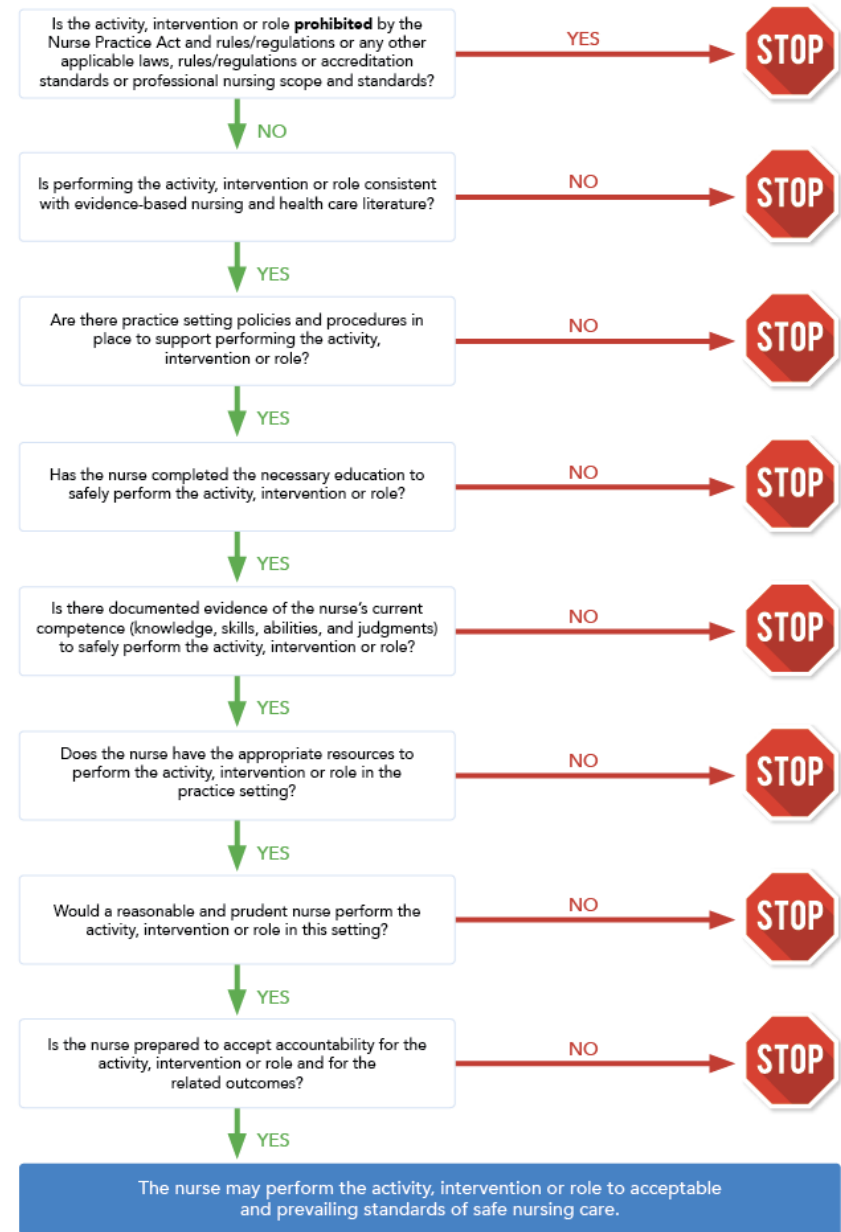 Is the activity, intervention or role prohibited by the
Nurse Practice Act and rules/regulations or any other
applicable laws, rules/regulations or accreditation
standards or professional nursing scope and standards?
YES
STOP
NO
Is performing the activity, intervention or role consistent
with evidence-based nursing and health care literature?
NO
STOP
YES
Are there practice setting policies and procedures in
place to support performing the activity,
intervention or role?
NO
STOP
YES
Has the nurse completed the necessary education to
safely perform the activity, intervention or role?
NO
STOP
YES
Is there documented evidence of the nurse's current
competence (knowledge, skills, abilities, and judgments)
to safely perform the activity, intervention or role?
NO
STOP
YES
Does the nurse have the appropriate resources to
perform the activity, intervention or role in the
practice setting?
NO
STOP
YES
Would a reasonable and prudent nurse perform the
activity, intervention or role in this setting?
NO
STOP
YES
Is the nurse prepared to accept accountability for the
activity, intervention or role and for the
related outcomes?
NO
STOP
YES
The nurse may perform the activity, intervention or role to acceptable
and prevailing standards of safe nursing care.